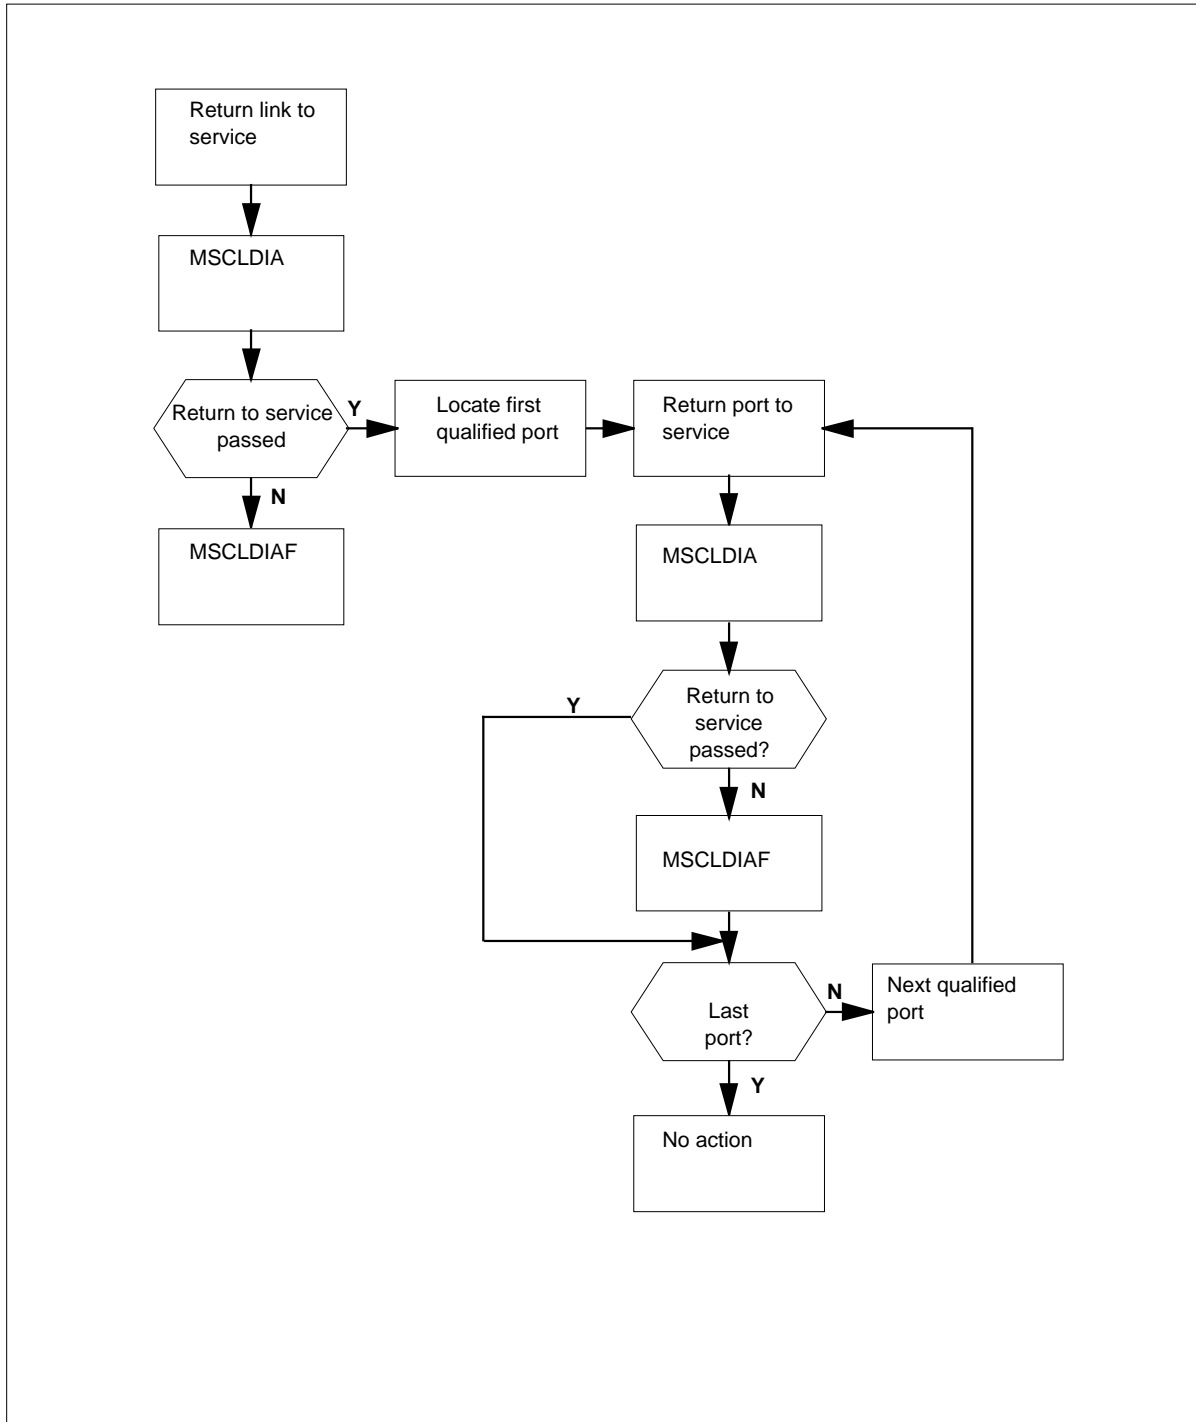 Return link to
service
MSCLDIA
Return to service
passed
Y
Locate first
qualified port
Return port to
service
N
MSCLDIAF
MSCLDIA
Return to
service
passed?
Y
N
MSCLDIAF
Last
port?
N
Next qualified
port
Y
No action